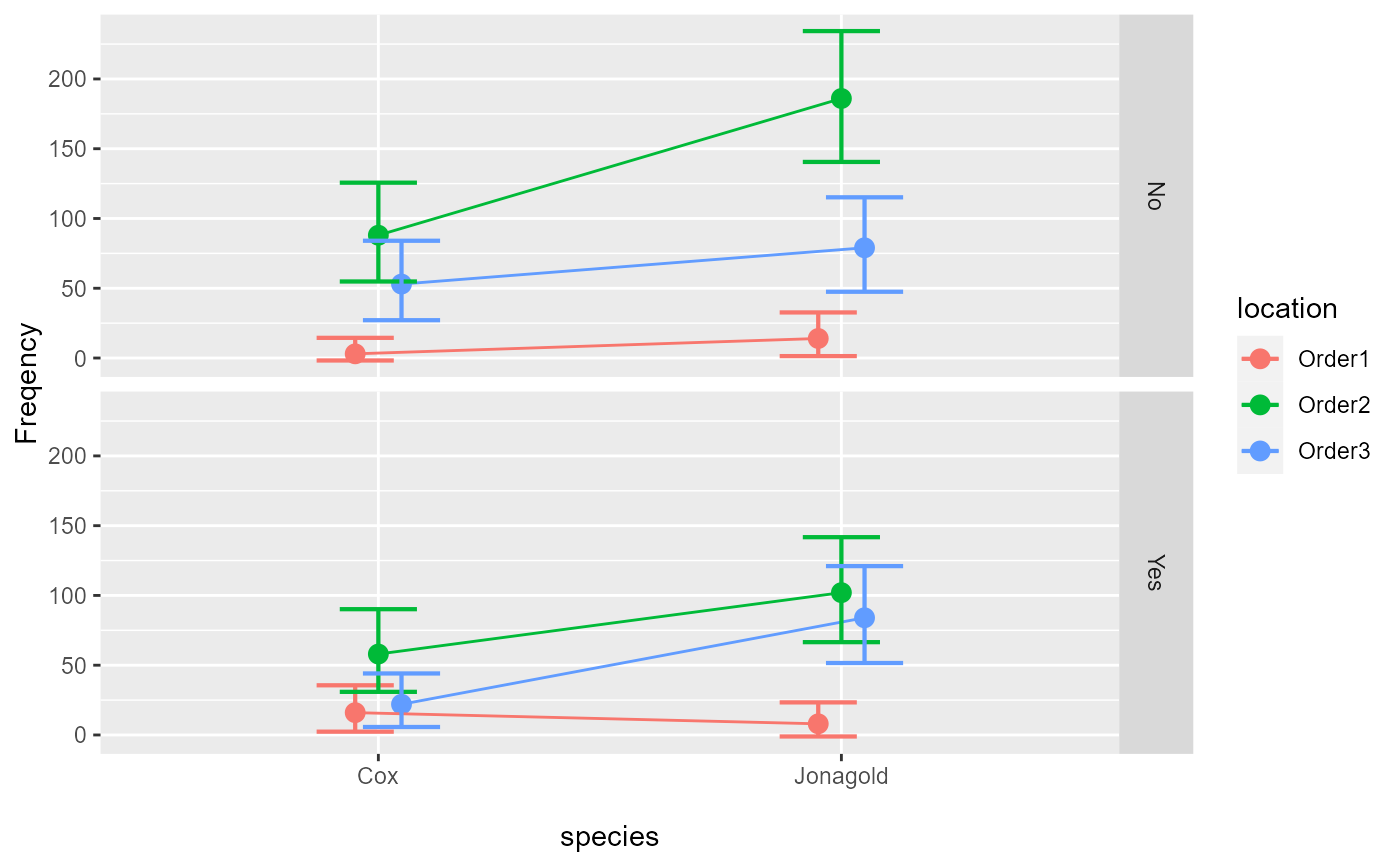 200
150
100
50
0
No
200
150
100
50
0
Yes
Freqency
Cox Jonagold
species
location
Order1
Order2
Order3